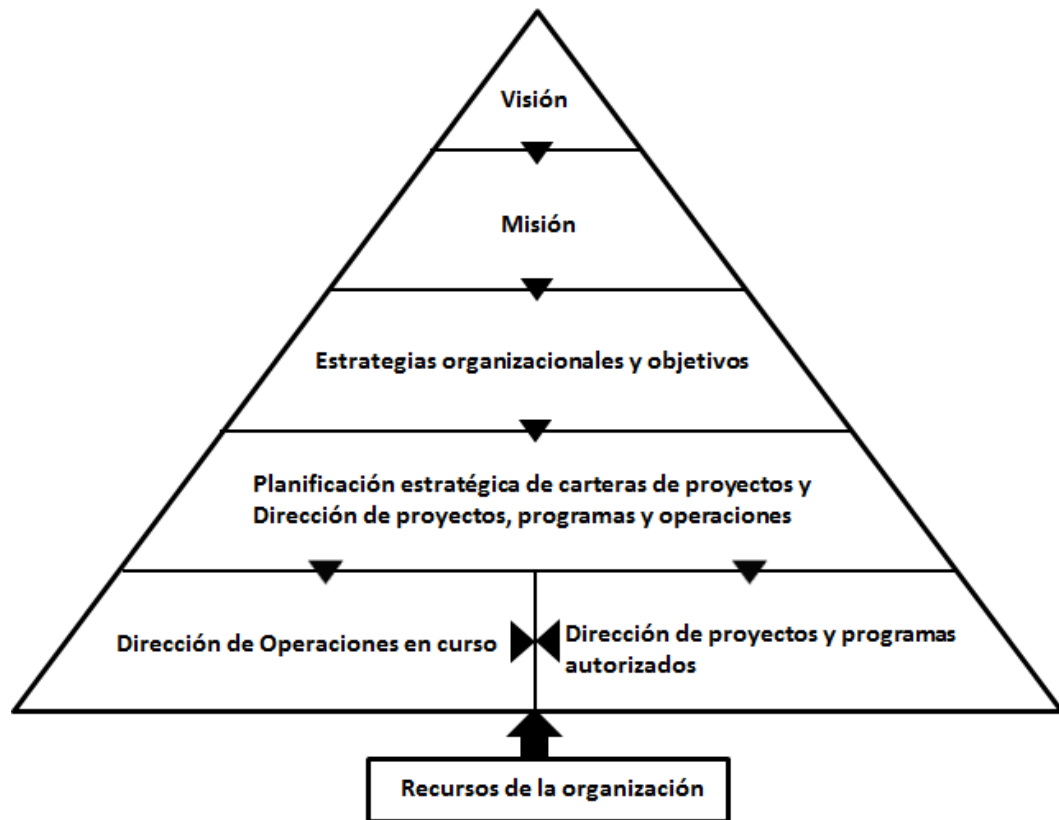 Visión
Misión
Estrategias organizacionales y objetivos
Planificación estratégica de carteras de proyectos y
Dirección de proyectos, programas y operaciones
Dirección de Operaciones en curso
Dirección de proyectos y programas
autorizados
Recursos de la organización